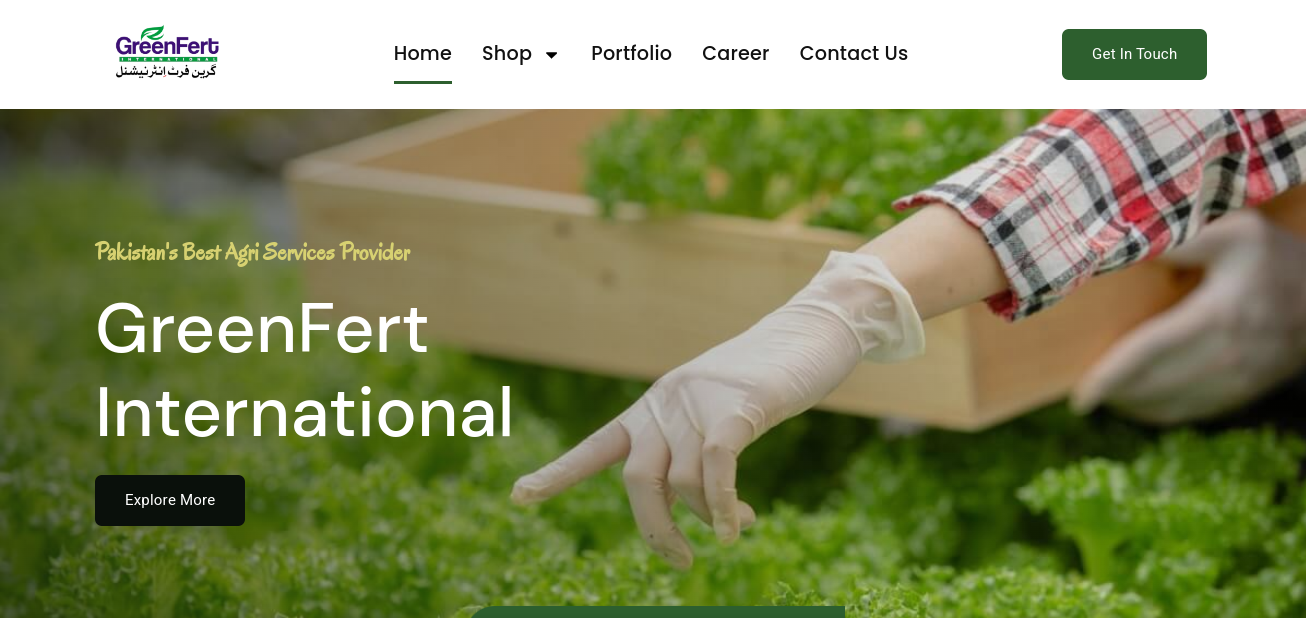 GreenFert
INTERNATIONAL
گرین فرٹ انٹرنیشنل
Home
Shop
Portfolio
Career
Contact Us
Get In Touch
Pakistan's Best Agri Services Provider
GreenFert
International
Explore More